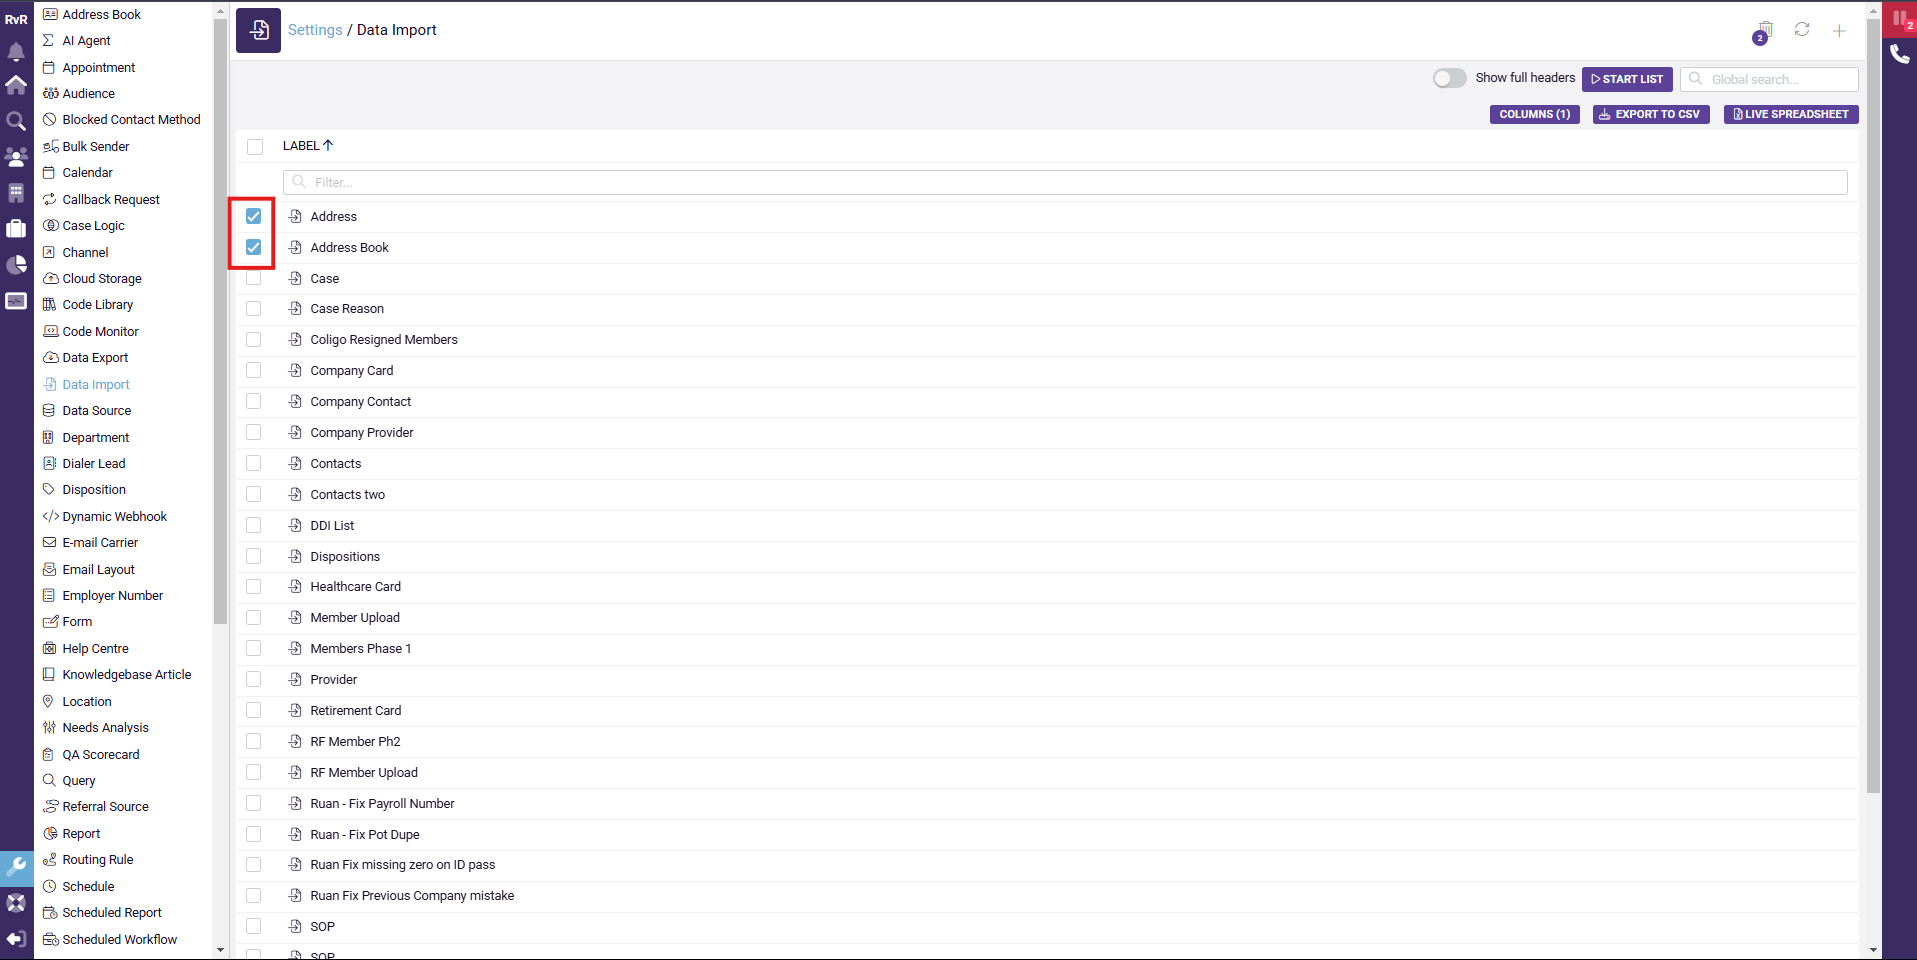 RvR
Address Book
AI Agent
Appointment
Audience
Blocked Contact Method
Bulk Sender
Calendar
Callback Request
Case Logic
Channel
Cloud Storage
Code Library
Code Monitor
Data Export
Data Import
Data Source
Department
Dialer Lead
Disposition
Dynamic Webhook
E-mail Carrier
Email Layout
Employer Number
Form
Help Centre
Knowledgebase Article
Location
Needs Analysis
QA Scorecard
Query
Referral Source
Report
Routing Rule
Schedule
Scheduled Report
Scheduled Workflow
Settings / Data Import
2
2
Show full headers
START LIST
Global search...
COLUMNS (1)
EXPORT TO CSV
LIVE SPREADSHEET
LABEL
Filter...
Address
Address Book
Case
Case Reason
Coligo Resigned Members
Company Card
Company Contact
Company Provider
Contacts
Contacts two
DDI List
Dispositions
Healthcare Card
Member Upload
Members Phase 1
Provider
Retirement Card
RF Member Ph2
RF Member Upload
Ruan - Fix Payroll Number
Ruan - Fix Pot Dupe
Ruan Fix missing zero on ID pass
Ruan Fix Previous Company mistake
SOP
SOP